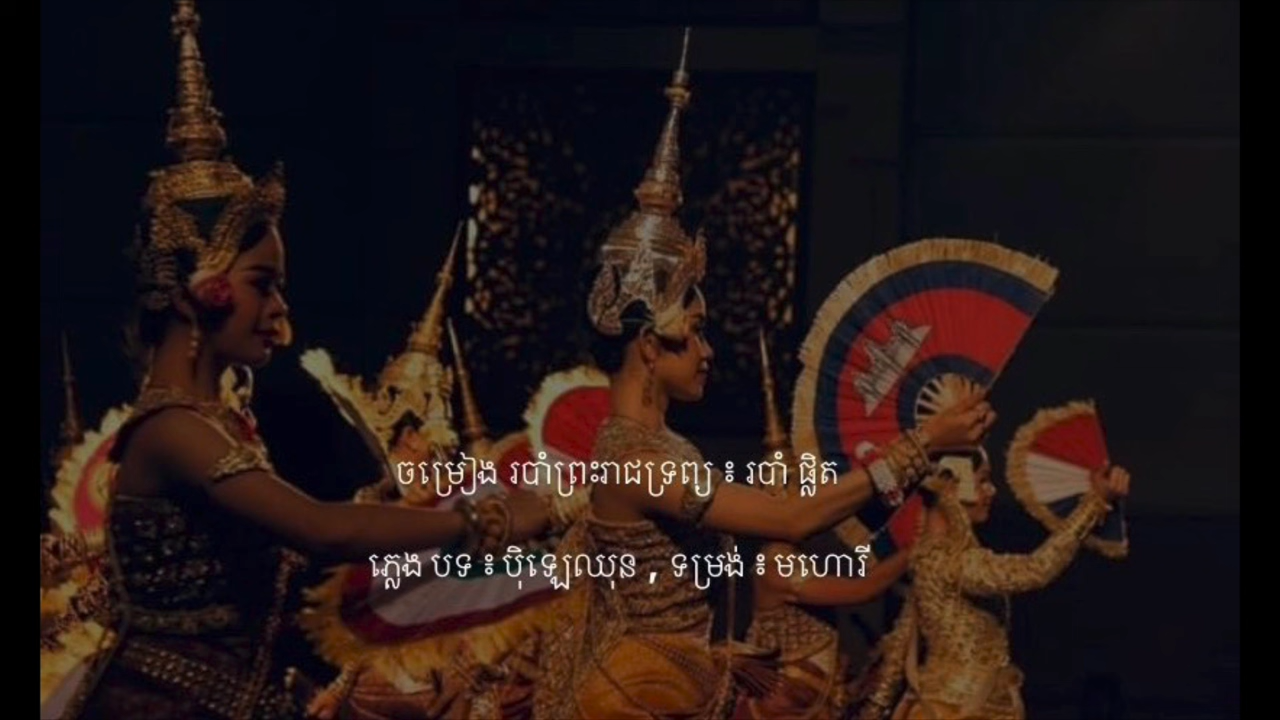 ចម្រៀង របាំព្រះរាជទ្រព្យ ៖ របាំ ផ្លិត
ភ្លេង បទ ៖ ប៉ិឡេឈុន , ទម្រង់ ៖ មហោរី